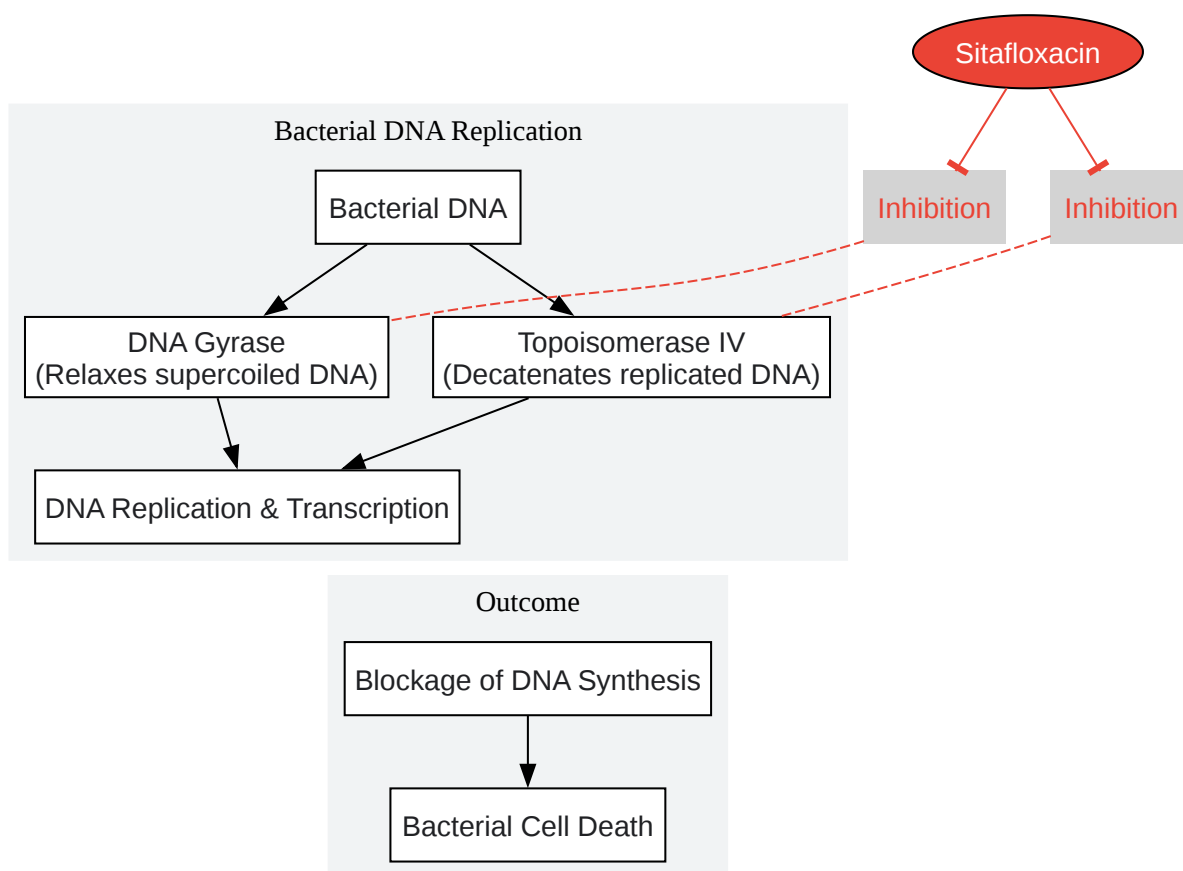 Sitafloxacin
Bacterial DNA Replication
Bacterial DNA
Inhibition
Inhibition
DNA Gyrase
(Relaxes supercoiled DNA)
Topoisomerase IV
(Decatenates replicated DNA)
DNA Replication & Transcription
Outcome
Blockage of DNA Synthesis
Bacterial Cell Death